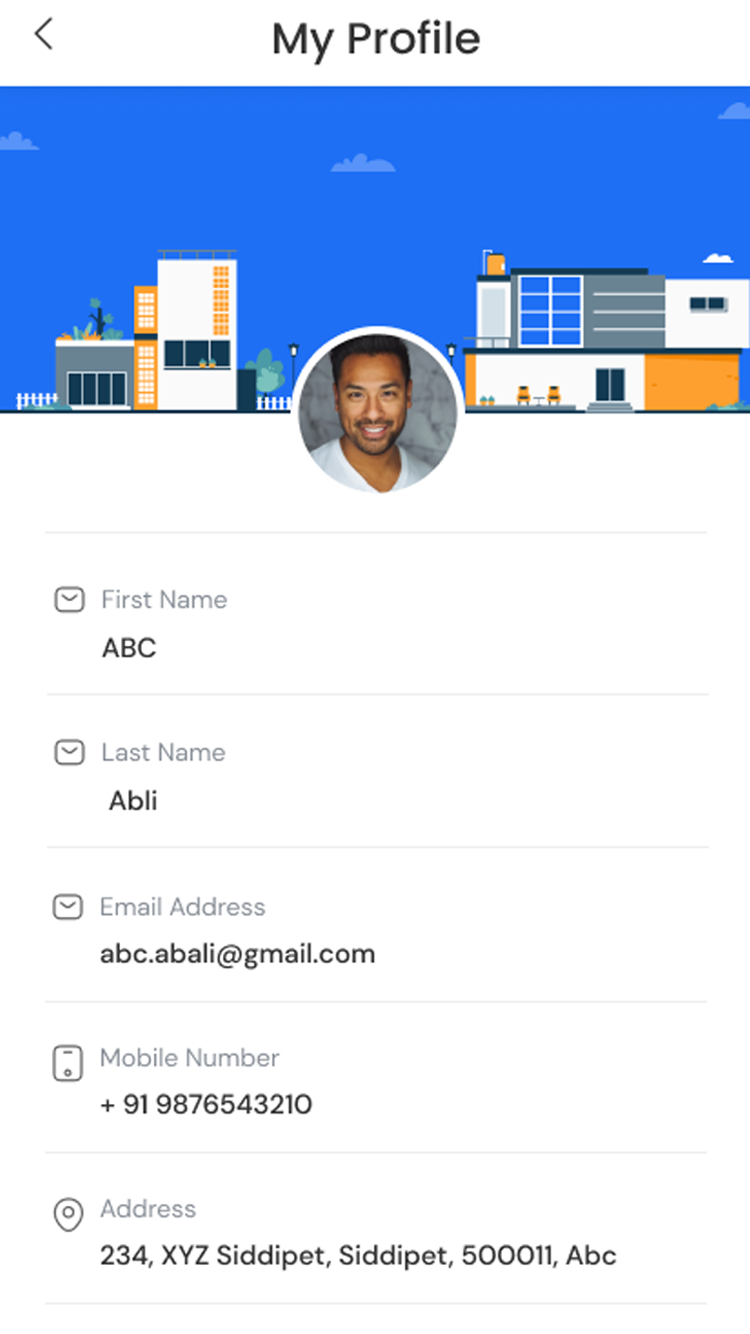 My Profile
First Name
ABC
Last Name
Abli
Email Address
abc.abali@gmail.com
Mobile Number
+ 91 9876543210
Address
234, XYZ Siddipet, Siddipet, 500011, Abc